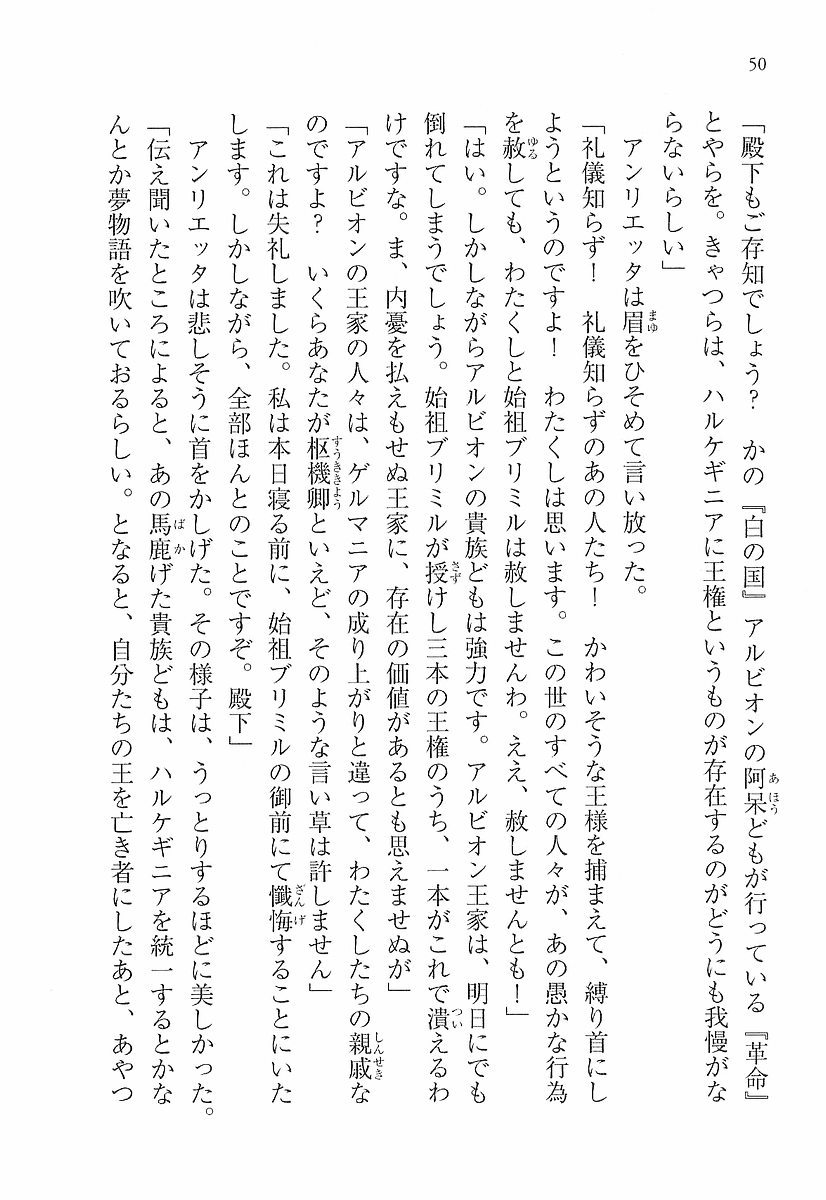 50
「殿下もご存知でしょう？　かの『白の国』アルビオンの阿呆どもが行っている『革命』
とやらを。きゃつらは、ハルケギニアに王権というものが存在するのがどうにも我慢がな
らないらしい」
　アンリエッタは眉をひそめて言い放った。
「礼儀知らず！　礼儀知らずのあの人たち！　かわいそうな王様を捕まえて、縛り首にし
ようというのですよ！　わたくしは思います。この世のすべての人々が、あの愚かな行為
を赦しても、わたくしと始祖ブリミルは赦しませんわ。ええ、赦しませんとも！」
「はい。しかしながらアルビオンの貴族どもは強力です。アルビオン王家は、明日にでも
倒れてしまうでしょう。始祖ブリミルが授けし三本の王権のうち、一本がこれで潰えるわ
けですな。ま、内憂を払えもせぬ王家に、存在の価値があるとも思えませぬが」
「アルビオンの王家の人々は、ゲルマニアの成り上がりと違って、わたくしたちの親戚な
のですよ？　いくらあなたが枢機卿といえど、そのような言い草は許しません」
「これは失礼しました。私は本日寝る前に、始祖ブリミルの御前にて懺悔することにいた
します。しかしながら、全部ほんとのことですぞ。殿下」
　アンリエッタは悲しそうに首をかしげた。その様子は、うっとりするほどに美しかった。
「伝え聞いたところによると、あの馬鹿げた貴族どもは、ハルケギニアを統一するとかな
んとか夢物語を吹いておるらしい。となると、自分たちの王を亡き者にしたあと、あやつ